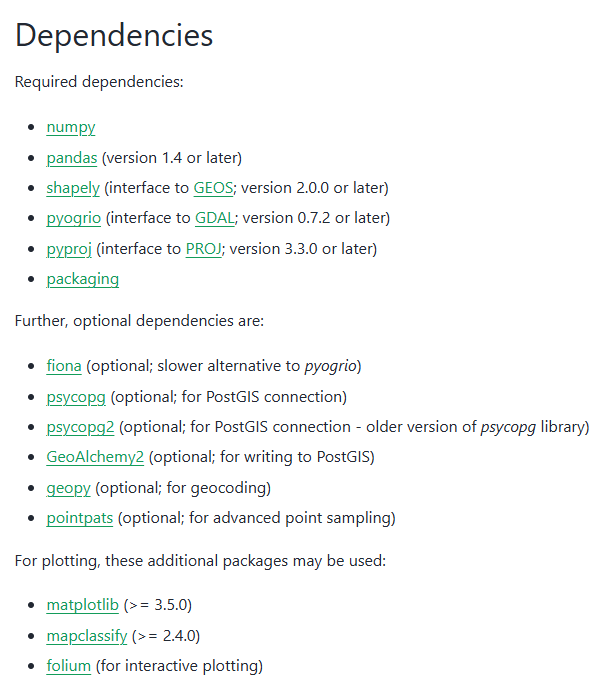 Dependencies
Required dependencies:
numpy
pandas (version 1.4 or later)
shapely (interface to GEOS; version 2.0.0 or later)
pyogrio (interface to GDAL; version 0.7.2 or later)
pyproj (interface to PROJ; version 3.3.0 or later)
packaging
Further, optional dependencies are:
fiona (optional; slower alternative to pyogrio)
psycopg (optional; for PostGIS connection)
psycopg2 (optional; for PostGIS connection - older version of psycopg library)
GeoAlchemy2 (optional; for writing to PostGIS)
geopy (optional; for geocoding)
pointpats (optional; for advanced point sampling)
For plotting, these additional packages may be used:
matplotlib (>= 3.5.0)
mapclassify (>= 2.4.0)
folium (for interactive plotting)